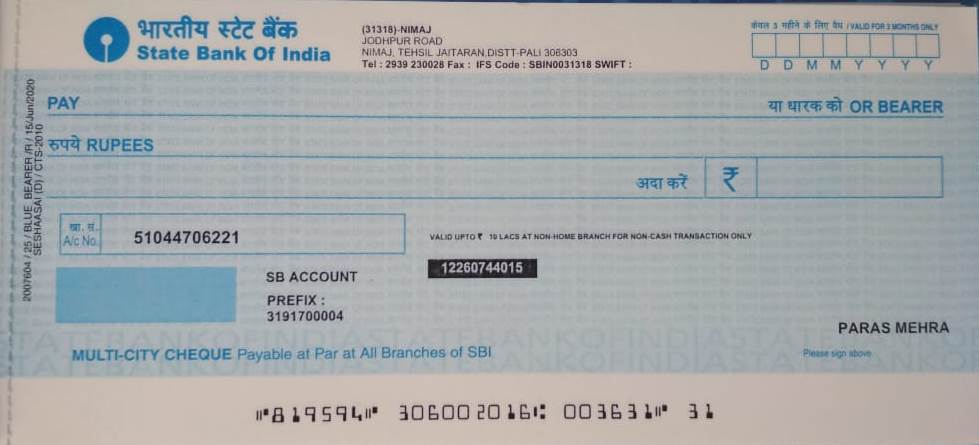 भारतीय स्टेट बैंक
State Bank Of India
(31318)-NIMAJ
JODHPUR ROAD
NIMAJ, TEHSIL JAITARAN,DISTT-PALI 306303
Tel : 2939 230028 Fax : IFS Code : SBIN0031318 SWIFT :
केवल 3 महीने के लिए वैध / VALID FOR 3 MONTHS ONLY
D D M M Y Y Y Y
PAY
या धारक को OR BEARER
रुपये RUPEES
अदा करें ₹
खा. सं.
A/c No. 51044706221
VALID UPTO ₹ 10 LACS AT NON-HOME BRANCH FOR NON-CASH TRANSACTION ONLY
12260744015
SB ACCOUNT
PREFIX :
3191700004
PARAS MEHRA
MULTI-CITY CHEQUE Payable at Par at All Branches of SBI
Please sign above
2007604 / 25 / BLUE_BEARER /R / 15/Jun/2020
SESHAASAI (D) / CTS-2010
STATEBANKOFINDIASTATEBANKOFINDIASTA
⑈819594⑈ 306002016⑆ 003631⑈ 31